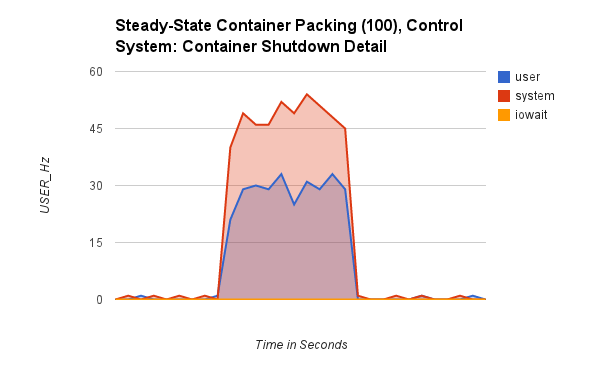 Steady-State Container Packing (100), Control
System: Container Shutdown Detail
60
45
30
15
0
USER_Hz
Time in Seconds
user
system
iowait